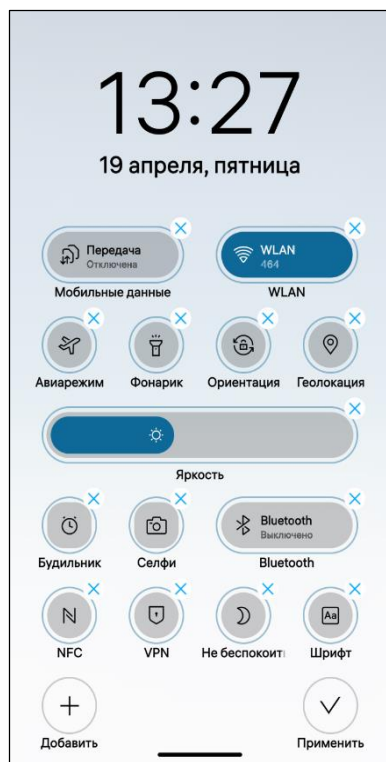 13:27
19 апреля, пятница
Передача
Отключена
WLAN
464
Мобильные данные
WLAN
Авиарежим
Фонарик
Ориентация
Геолокация
Яркость
Bluetooth
Выключено
Будильник
Селфи
Bluetooth
N
Aa
NFC
VPN
Не беспокоит
Шрифт
Добавить
Применить